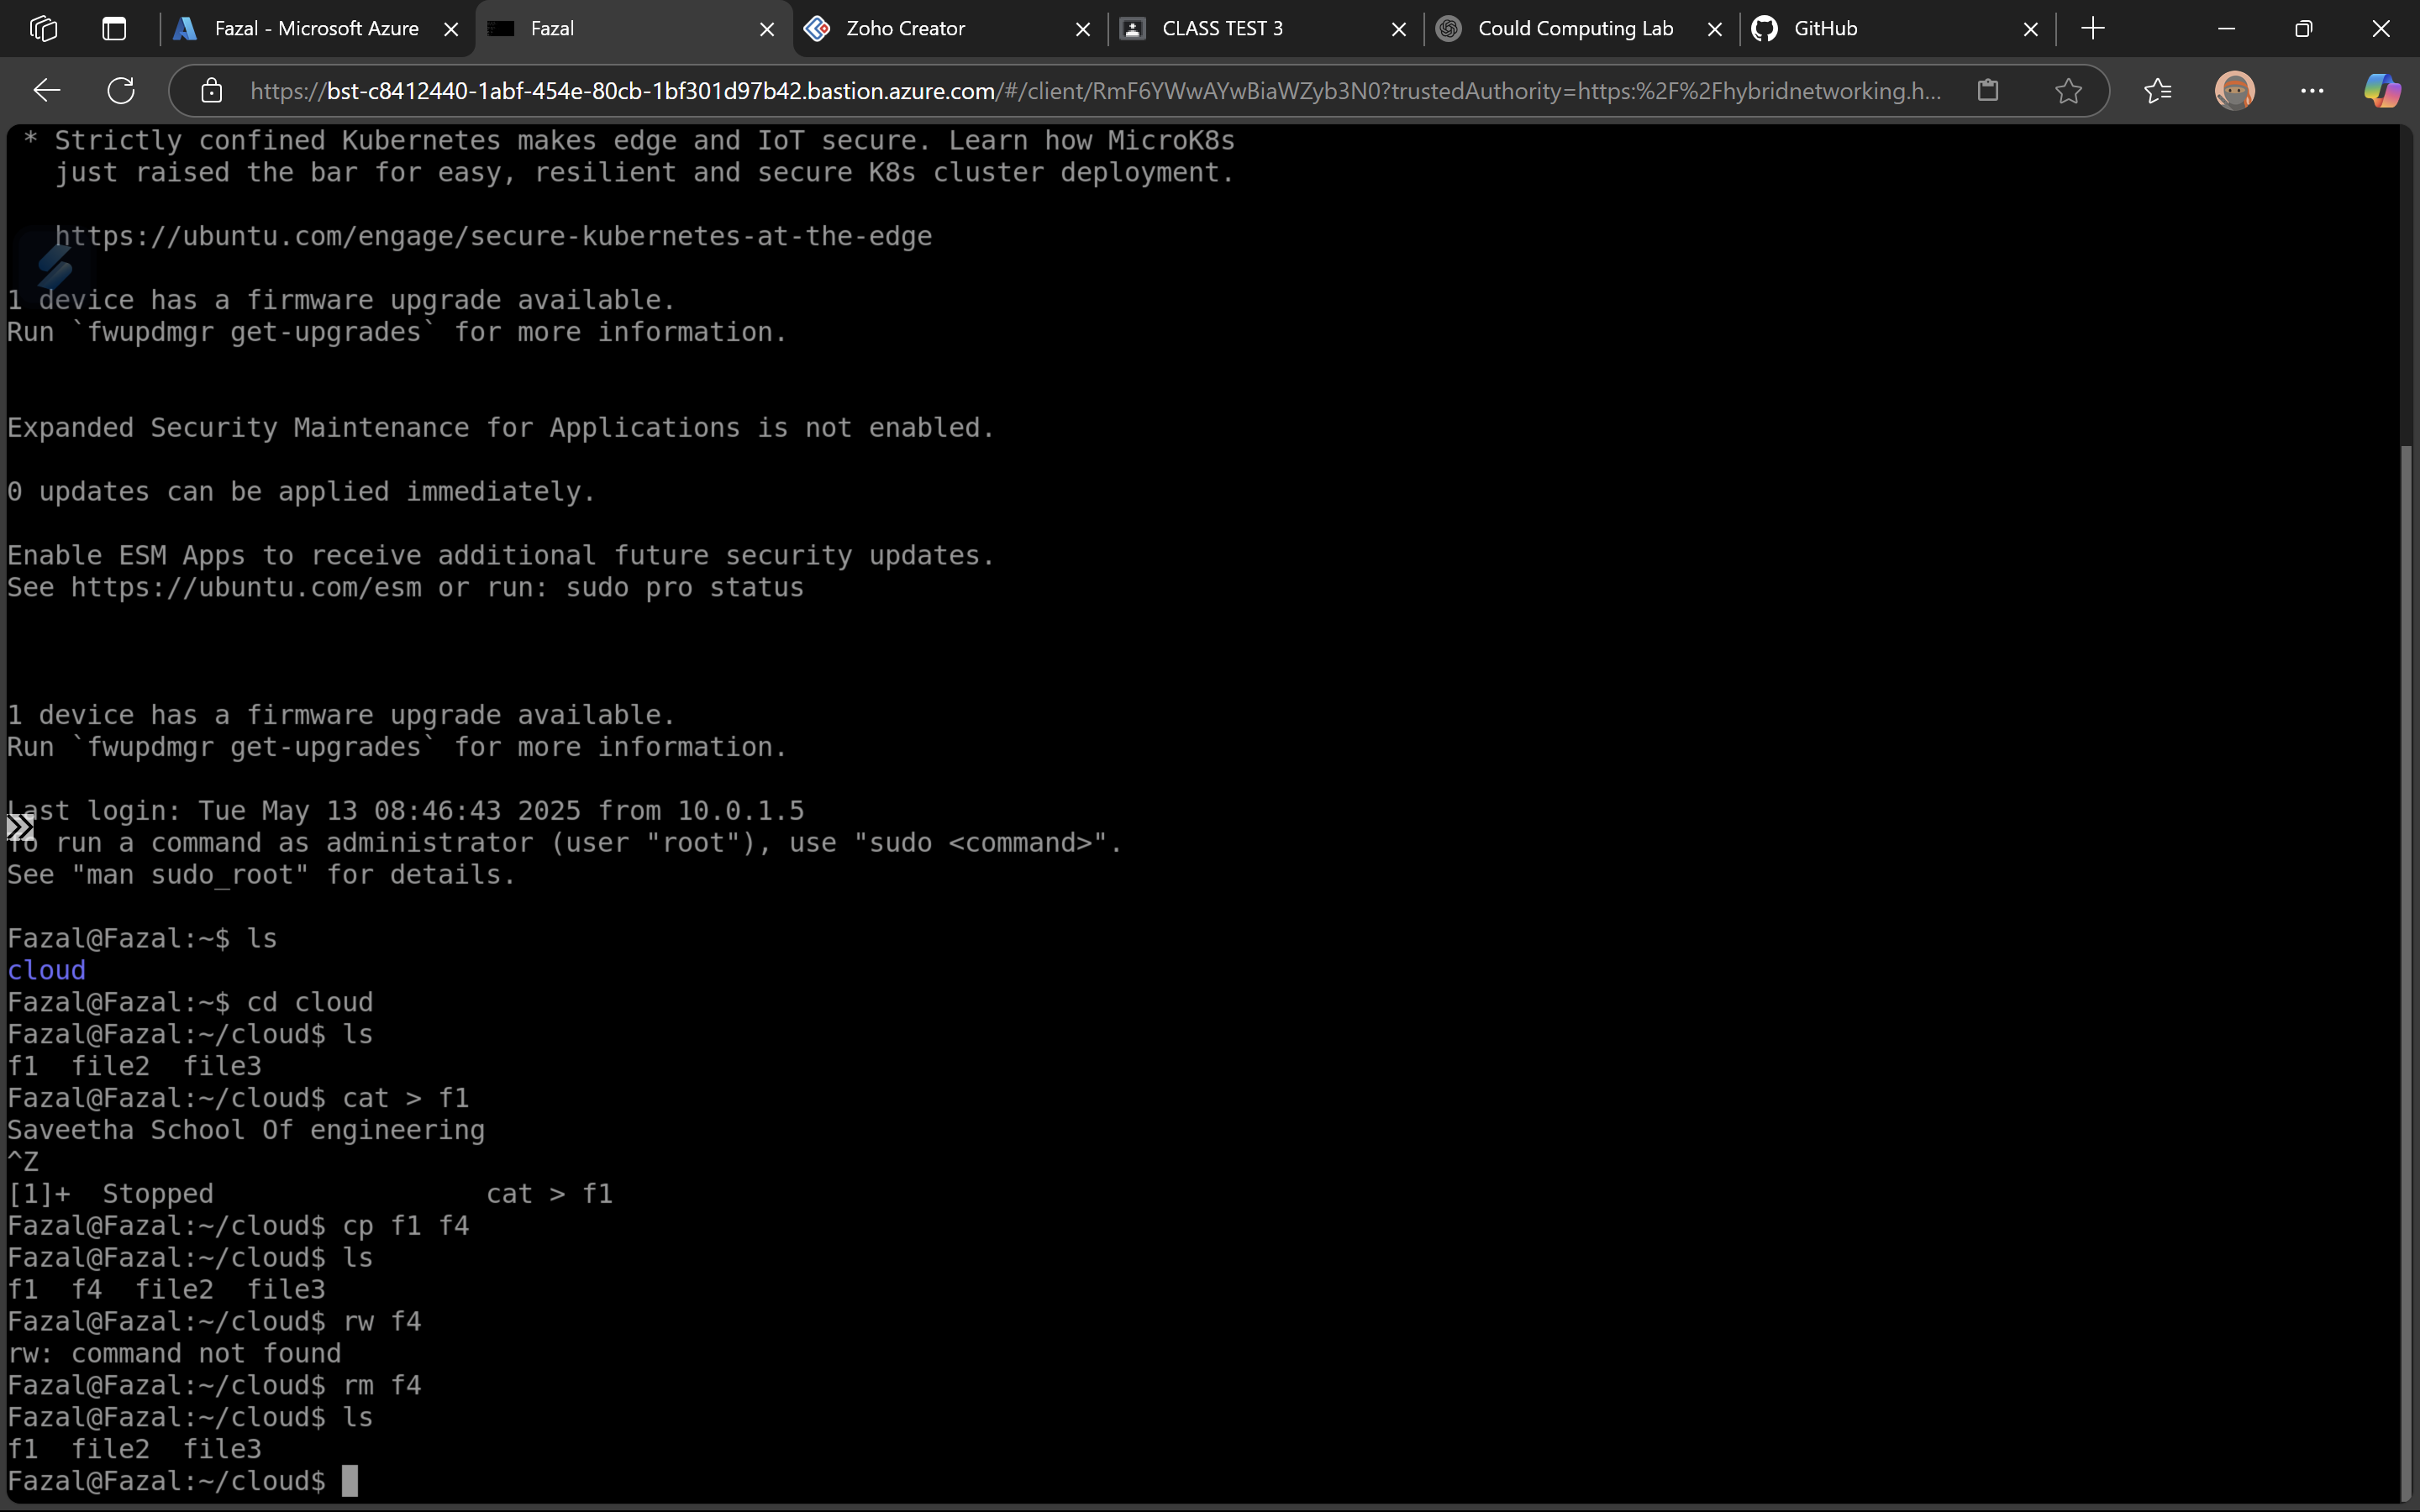 Fazal - Microsoft Azure
Fazal
Zoho Creator
CLASS TEST 3
Could Computing Lab
GitHub
https://bst-c8412440-1abf-454e-80cb-1bf301d97b42.bastion.azure.com/#/client/RmF6YWwAYwBiaWZyb3N0?trustedAuthority=https:%2F%2Fhybridnetworking.h...
* Strictly confined Kubernetes makes edge and IoT secure. Learn how MicroK8s
just raised the bar for easy, resilient and secure K8s cluster deployment.
https://ubuntu.com/engage/secure-kubernetes-at-the-edge
1 device has a firmware upgrade available.
Run `fwupdmgr get-upgrades` for more information.
Expanded Security Maintenance for Applications is not enabled.
0 updates can be applied immediately.
Enable ESM Apps to receive additional future security updates.
See https://ubuntu.com/esm or run: sudo pro status
1 device has a firmware upgrade available.
Run `fwupdmgr get-upgrades` for more information.
Last login: Tue May 13 08:46:43 2025 from 10.0.1.5
To run a command as administrator (user "root"), use "sudo <command>".
See "man sudo_root" for details.
Fazal@Fazal:~$ ls
cloud
Fazal@Fazal:~$ cd cloud
Fazal@Fazal:~/cloud$ ls
f1  file2  file3
Fazal@Fazal:~/cloud$ cat > f1
Saveetha School Of engineering
^Z
[1]+  Stopped                 cat > f1
Fazal@Fazal:~/cloud$ cp f1 f4
Fazal@Fazal:~/cloud$ ls
f1  f4  file2  file3
Fazal@Fazal:~/cloud$ rw f4
rw: command not found
Fazal@Fazal:~/cloud$ rm f4
Fazal@Fazal:~/cloud$ ls
f1  file2  file3
Fazal@Fazal:~/cloud$